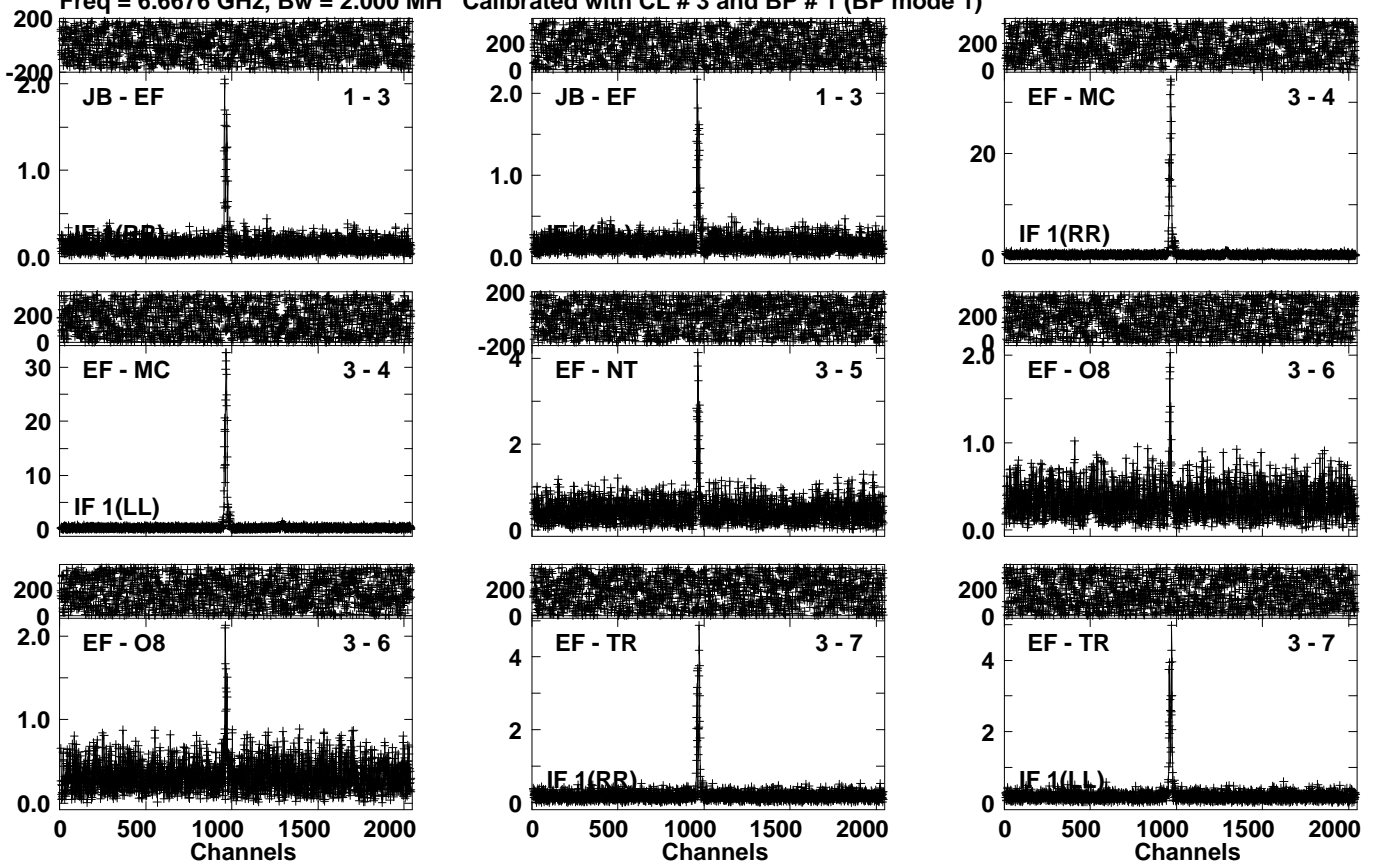 Freq = 6.6676 GHz, Bw = 2.000 MH Calibrated with CL # 3 and BP # 1 (BP mode 1)
200
-200
2.0
1.0
0.0
JB - EF 1 - 3
IF 1(RR)
200
0
2.0
1.0
0.0
JB - EF 1 - 3
200
0
20
0
EF - MC 3 - 4
IF 1(RR)
200
0
30
20
10
0
EF - MC 3 - 4
IF 1(LL)
200
-200
4
2
0
EF - NT 3 - 5
200
0
2.0
1.0
0.0
EF - O8 3 - 6
200
0
2.0
1.0
0.0
EF - O8 3 - 6
0 500 1000 1500 2000
Channels
200
0
4
2
0
EF - TR 3 - 7
IF 1(RR)
0 500 1000 1500 2000
Channels
200
0
4
2
0
EF - TR 3 - 7
IF 1(LL)
0 500 1000 1500 2000
Channels